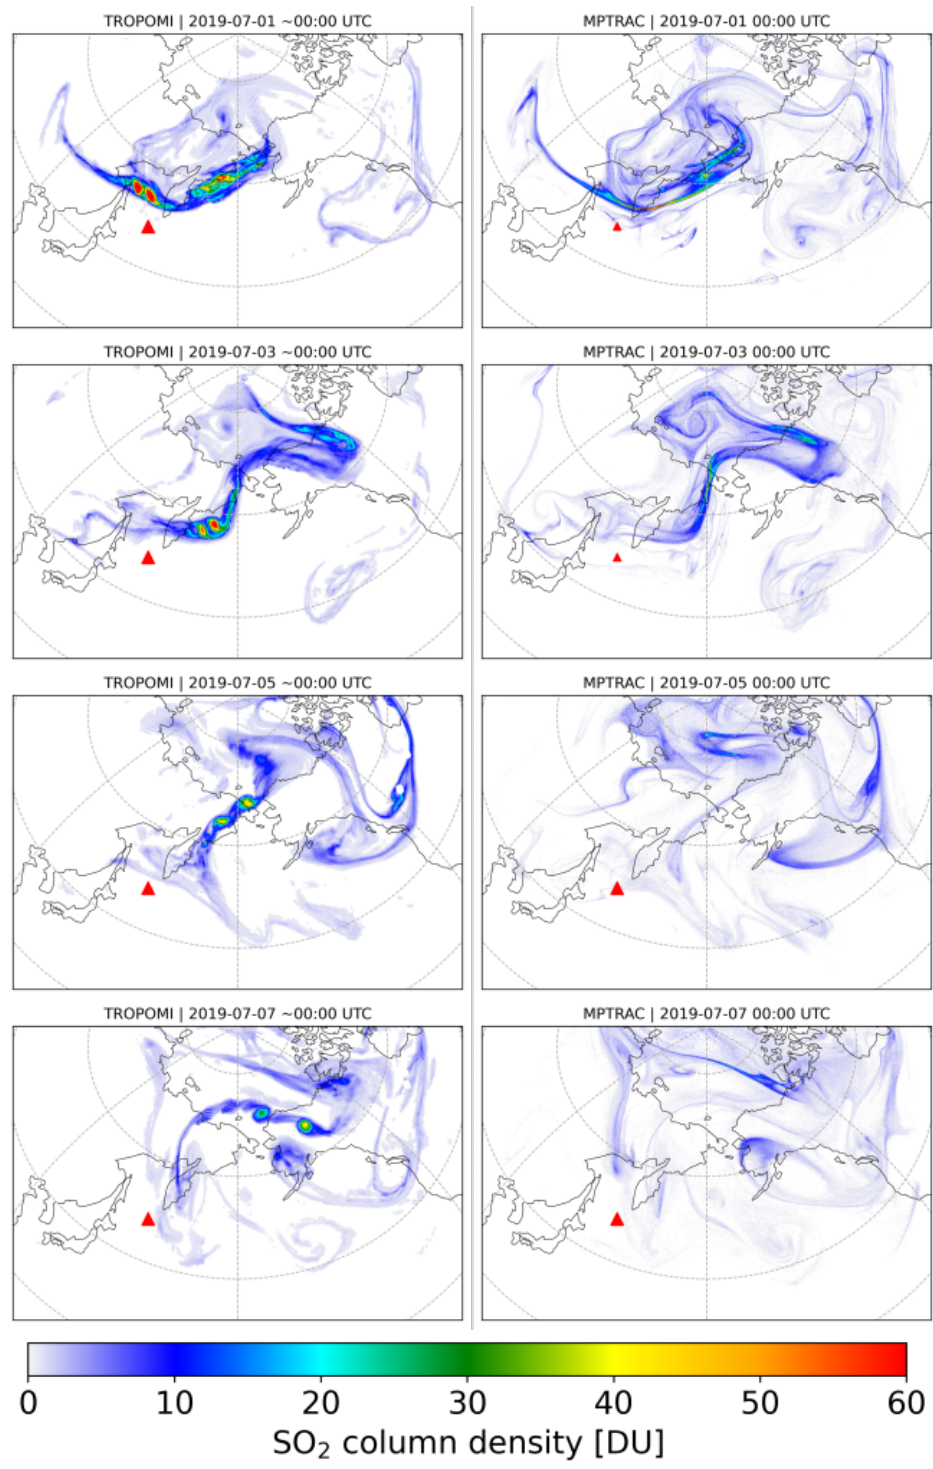 TROPOMI | 2019-07-01 ~00:00 UTC
MPTRAC | 2019-07-01 00:00 UTC
TROPOMI | 2019-07-03 ~00:00 UTC
MPTRAC | 2019-07-03 00:00 UTC
TROPOMI | 2019-07-05 ~00:00 UTC
MPTRAC | 2019-07-05 00:00 UTC
TROPOMI | 2019-07-07 ~00:00 UTC
MPTRAC | 2019-07-07 00:00 UTC
0 10 20 30 40 50 60
SO₂ column density [DU]